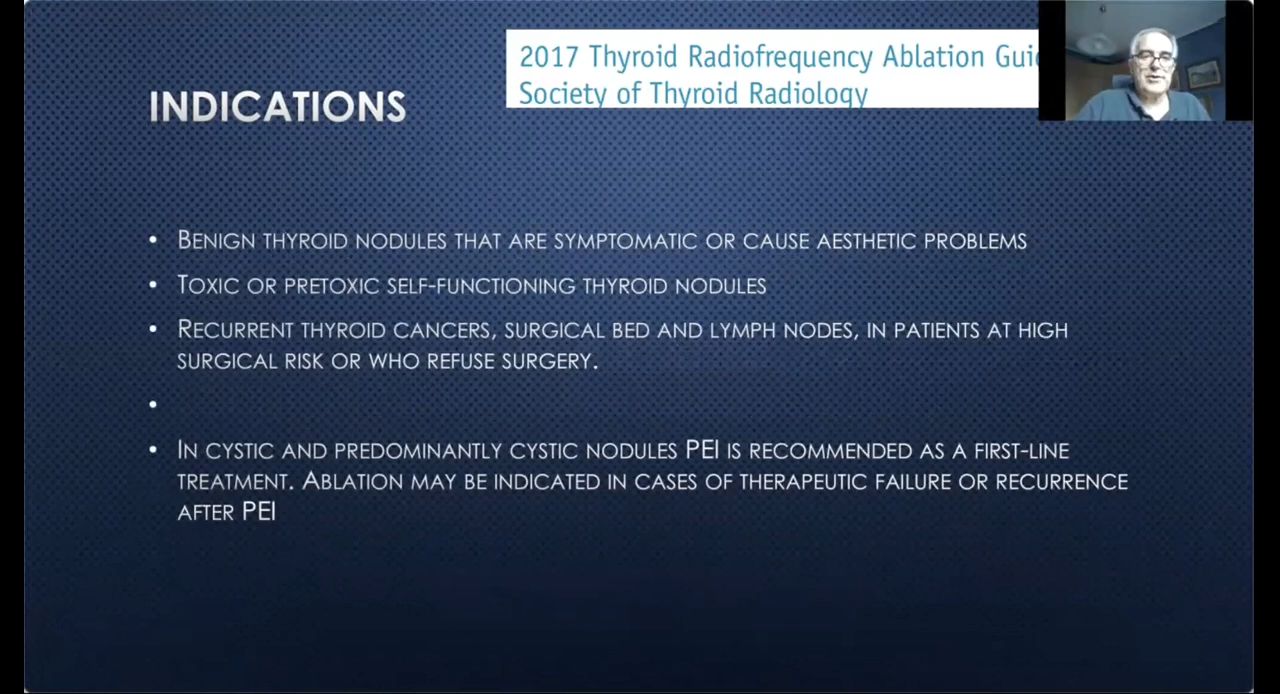 2017 Thyroid Radiofrequency Ablation
Society of Thyroid Radiology
INDICATIONS
• BENIGN THYROID NODULES THAT ARE SYMPTOMATIC OR CAUSE AESTHETIC PROBLEMS
• TOXIC OR PRETOXIC SELF-FUNCTIONING THYROID NODULES
• RECURRENT THYROID CANCERS, SURGICAL BED AND LYMPH NODES, IN PATIENTS AT HIGH
SURGICAL RISK OR WHO REFUSE SURGERY.
•
• IN CYSTIC AND PREDOMINANTLY CYSTIC NODULES PEI IS RECOMMENDED AS A FIRST-LINE
TREATMENT. ABLATION MAY BE INDICATED IN CASES OF THERAPEUTIC FAILURE OR RECURRENCE
AFTER PEI